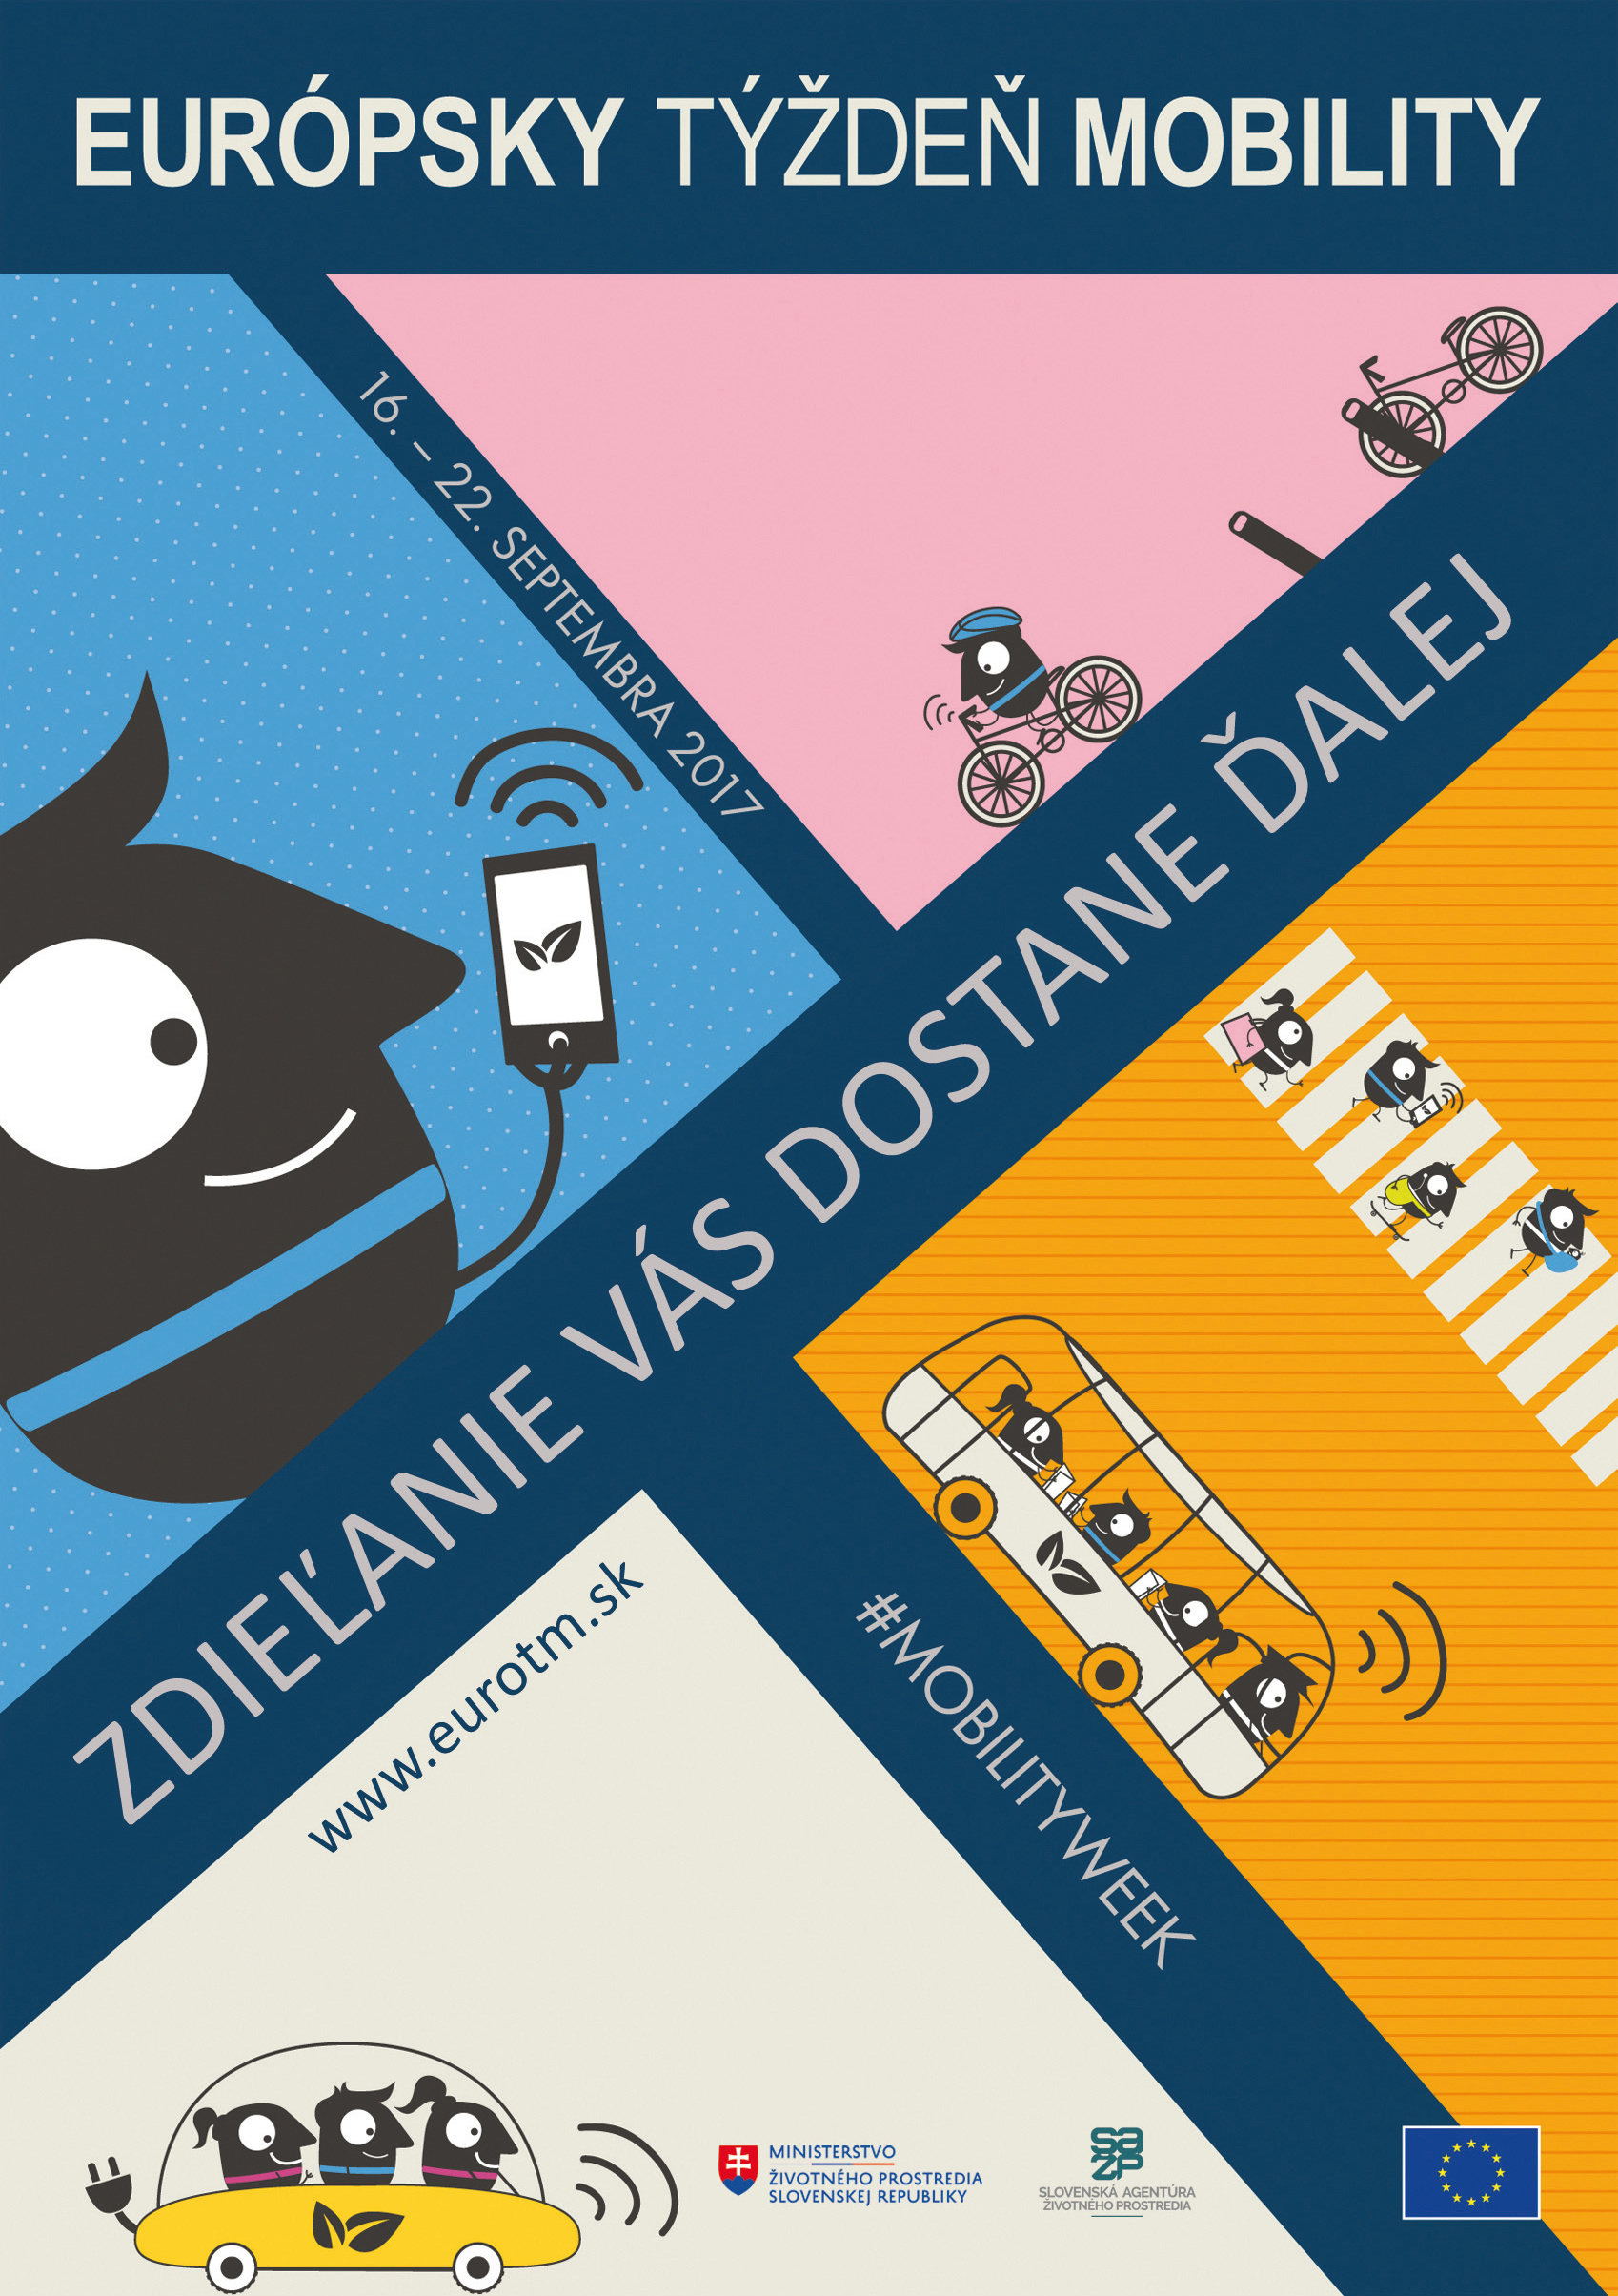 EURÓPSKY TÝŽDEŇ MOBILITY
16. – 22. SEPTEMBRA 2017
ZDIEĽANIE VÁS DOSTANE ĎALEJ
www.eurotm.sk
#MOBILITYWEEK
MINISTERSTVO
ŽIVOTNÉHO PROSTREDIA
SLOVENSKEJ REPUBLIKY
sažp
SLOVENSKÁ AGENTÚRA
ŽIVOTNÉHO PROSTREDIA